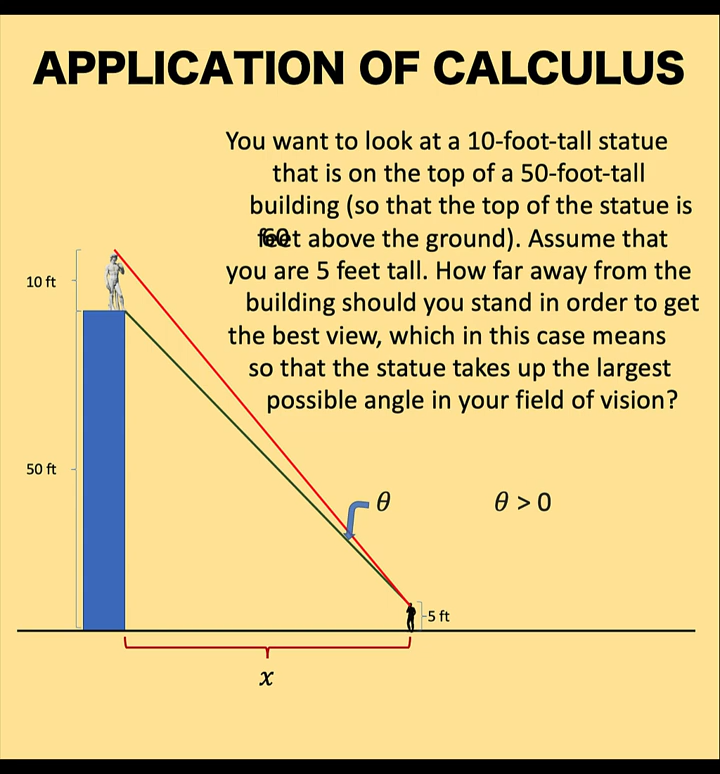 APPLICATION OF CALCULUS
You want to look at a 10-foot-tall statue
that is on the top of a 50-foot-tall
building (so that the top of the statue is
60
feet above the ground). Assume that
you are 5 feet tall. How far away from the
building should you stand in order to get
the best view, which in this case means
so that the statue takes up the largest
possible angle in your field of vision?
10 ft
50 ft
θ
θ > 0
5 ft
x